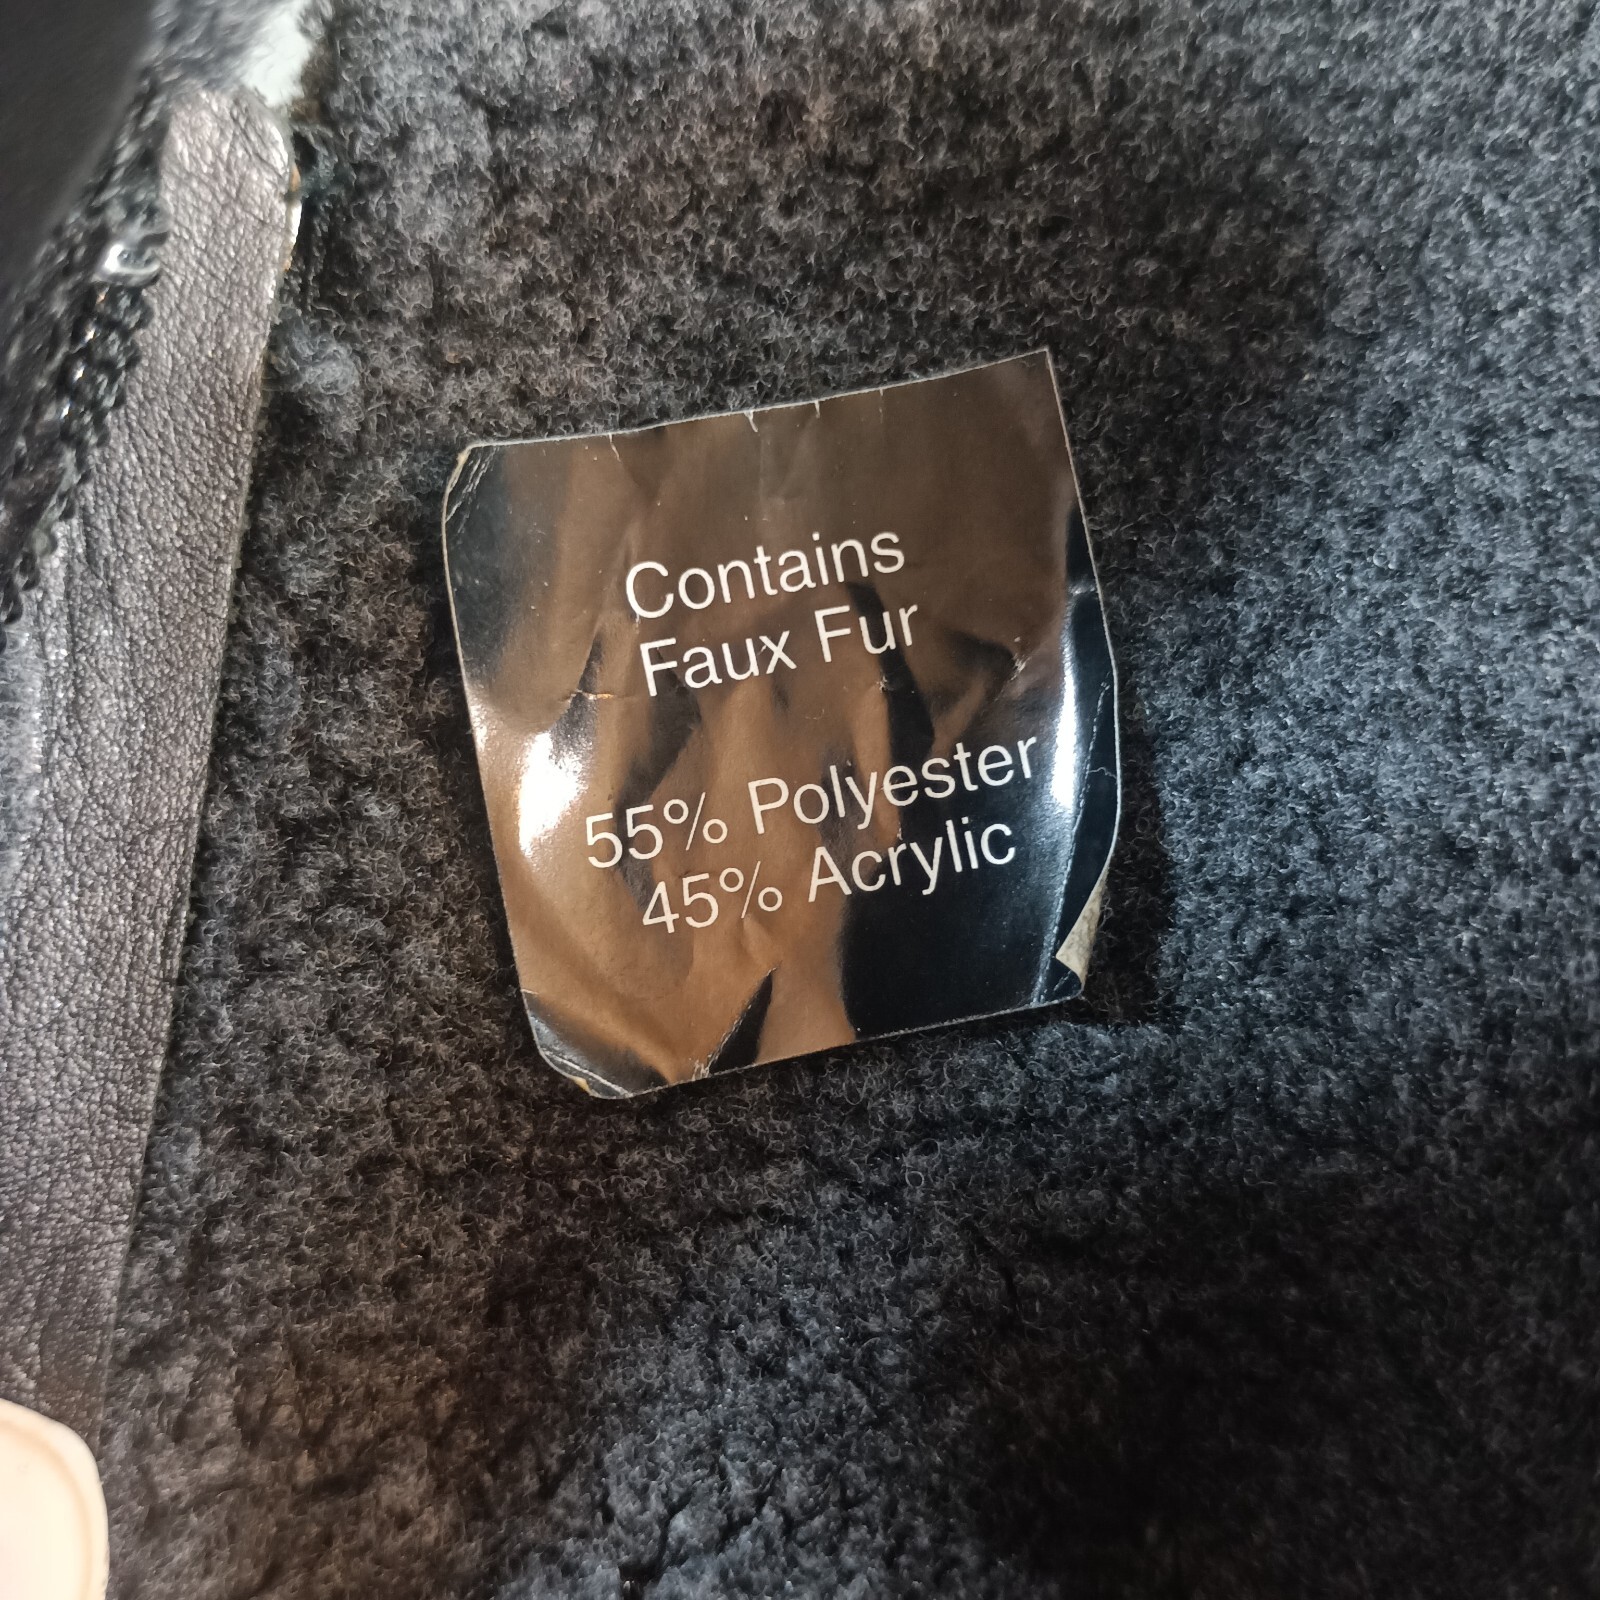 Contains
Faux Fur
55% Polyester
45% Acrylic